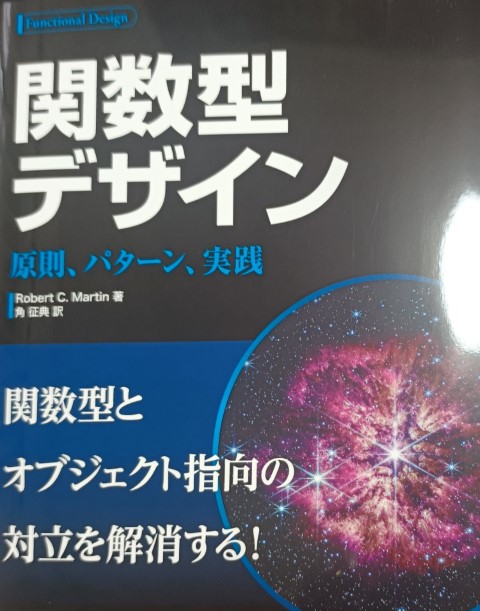 Functional Design
関数型
デザイン
原則、パターン、実践
Robert C. Martin 著
角 征典 訳
関数型と
オブジェクト指向の
対立を解消する!